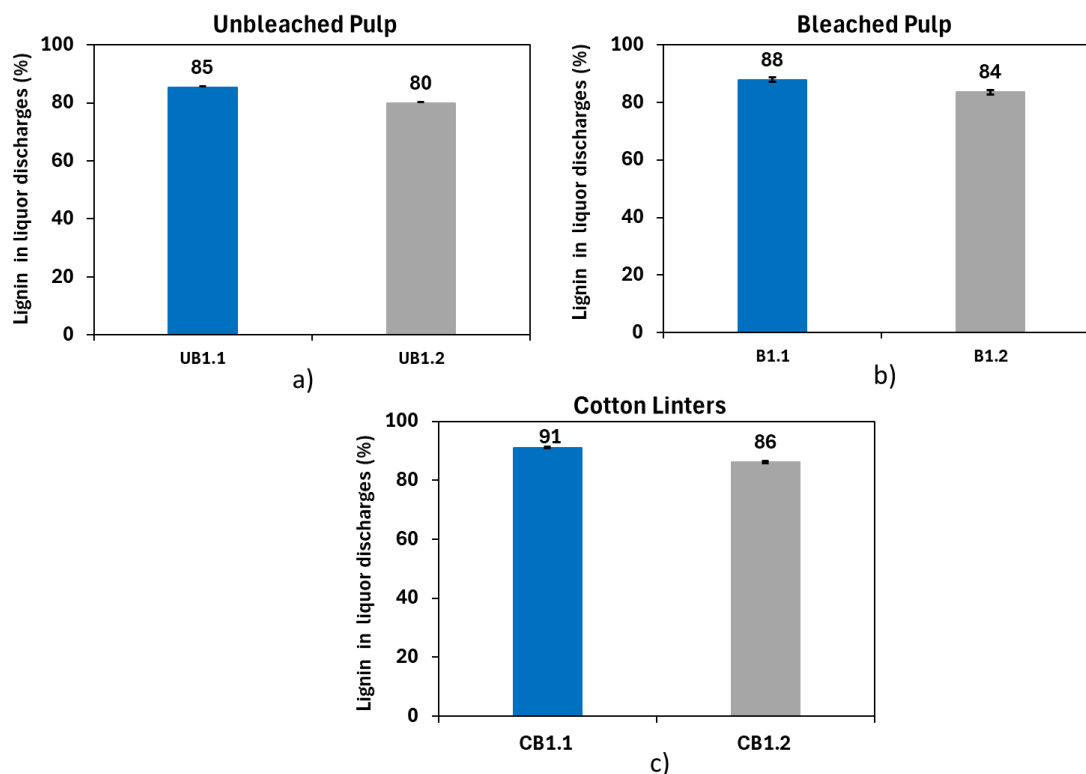 Unbleached Pulp
Lignin in liquor discharges (%)
100
80
60
40
20
0
85
80
UB1.1
UB1.2
a)
Bleached Pulp
Lignin in liquor discharges (%)
100
80
60
40
20
0
88
84
B1.1
B1.2
b)
Cotton Linters
Lignin in liquor discharges (%)
100
80
60
40
20
0
91
86
CB1.1
CB1.2
c)